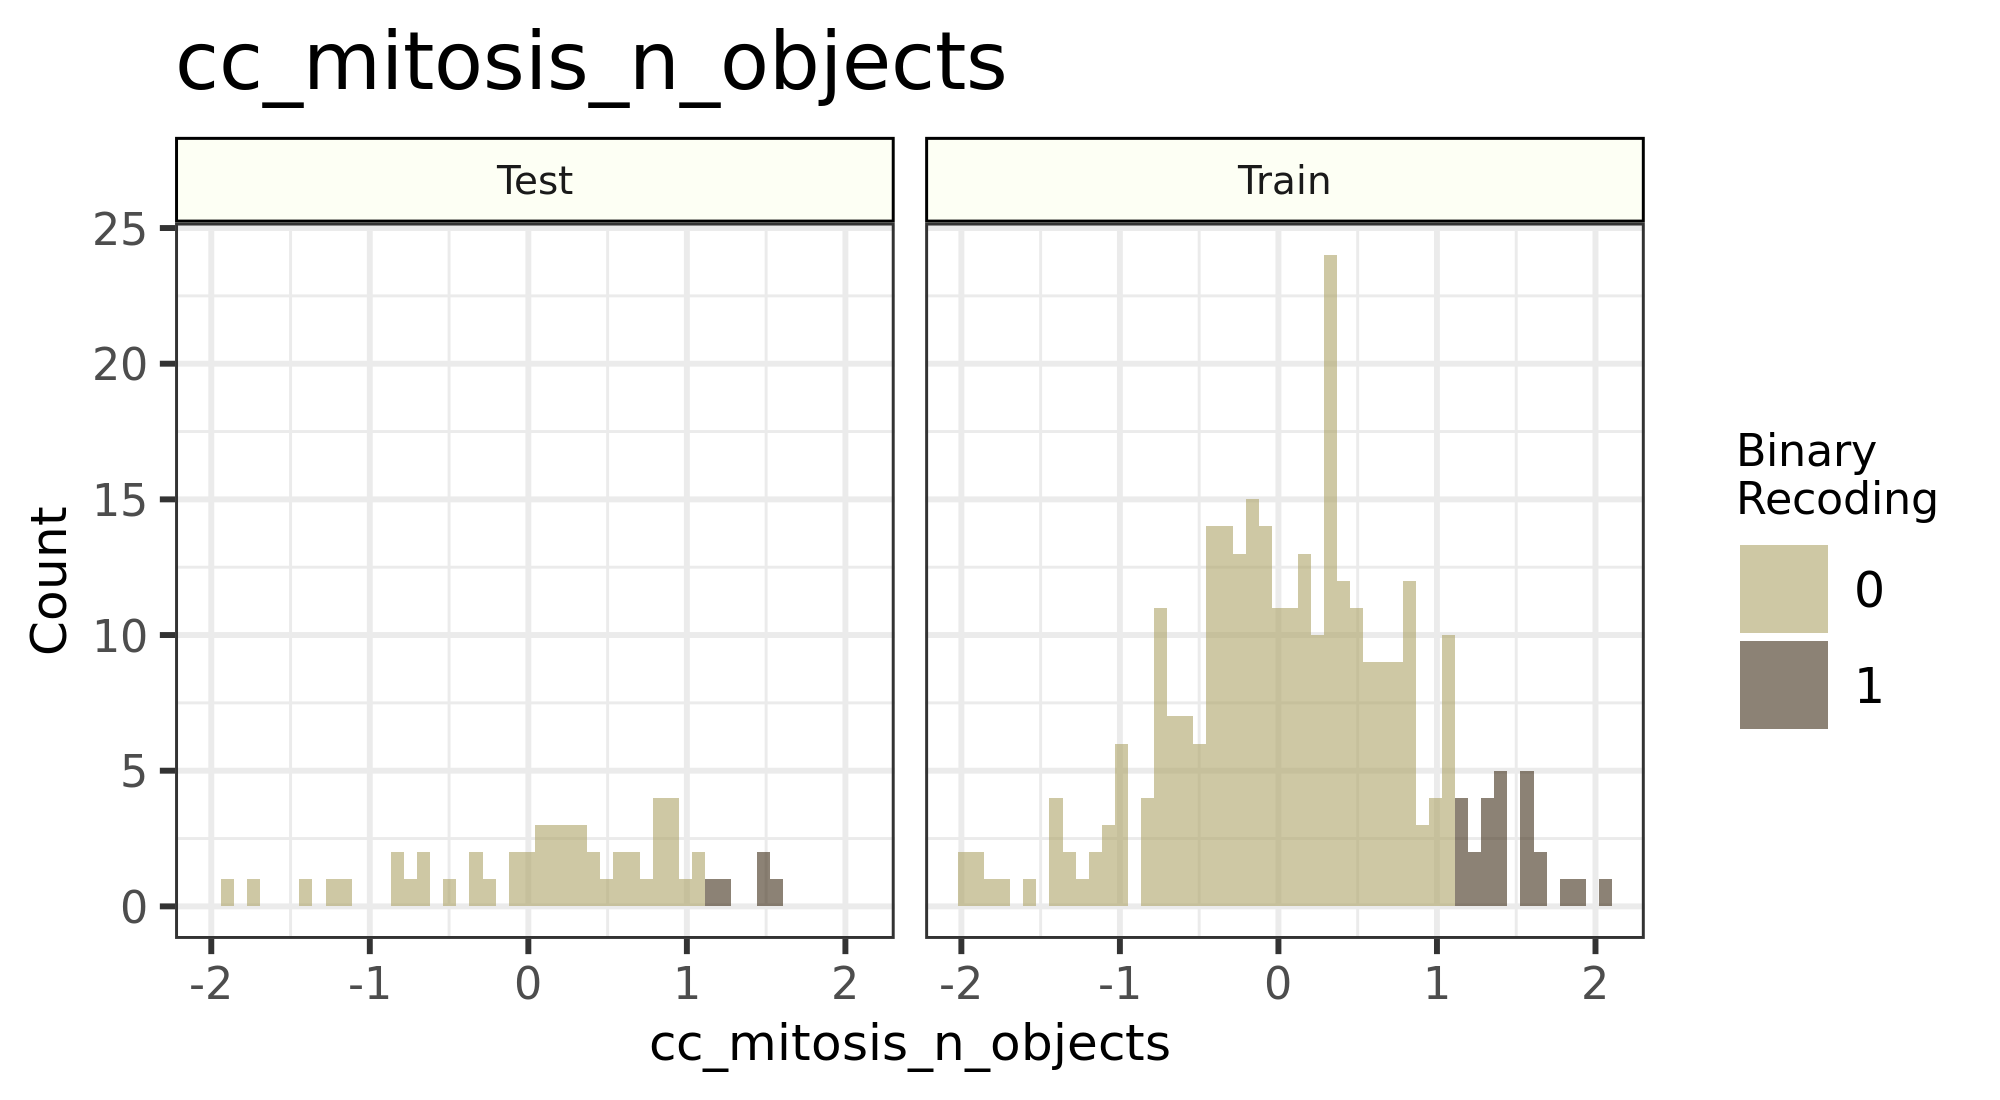 cc_mitosis_n_objects
Test
Train
25
20
15
10
5
0
Count
-2
-1
0
1
2
-2
-1
0
1
2
cc_mitosis_n_objects
Binary
Recoding
0
1